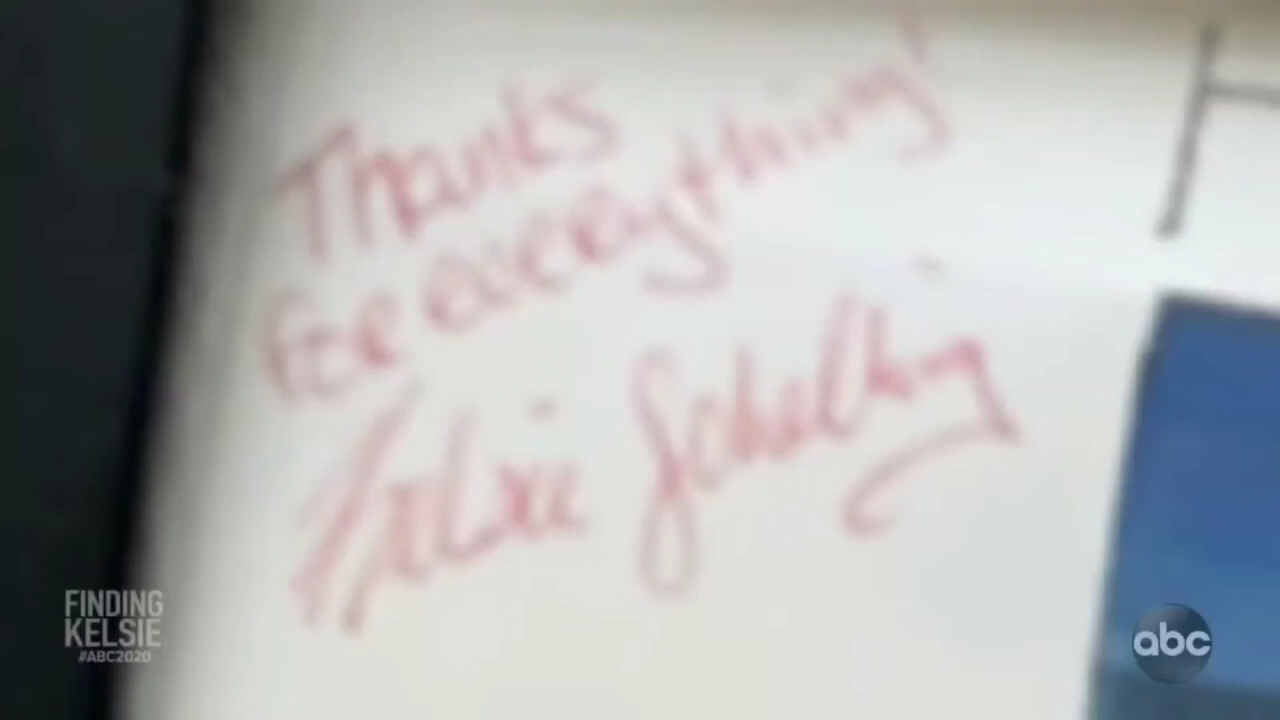 Thanks
for everything!
Kelsie Schelling
FINDING
KELSIE
#ABC2020
abc